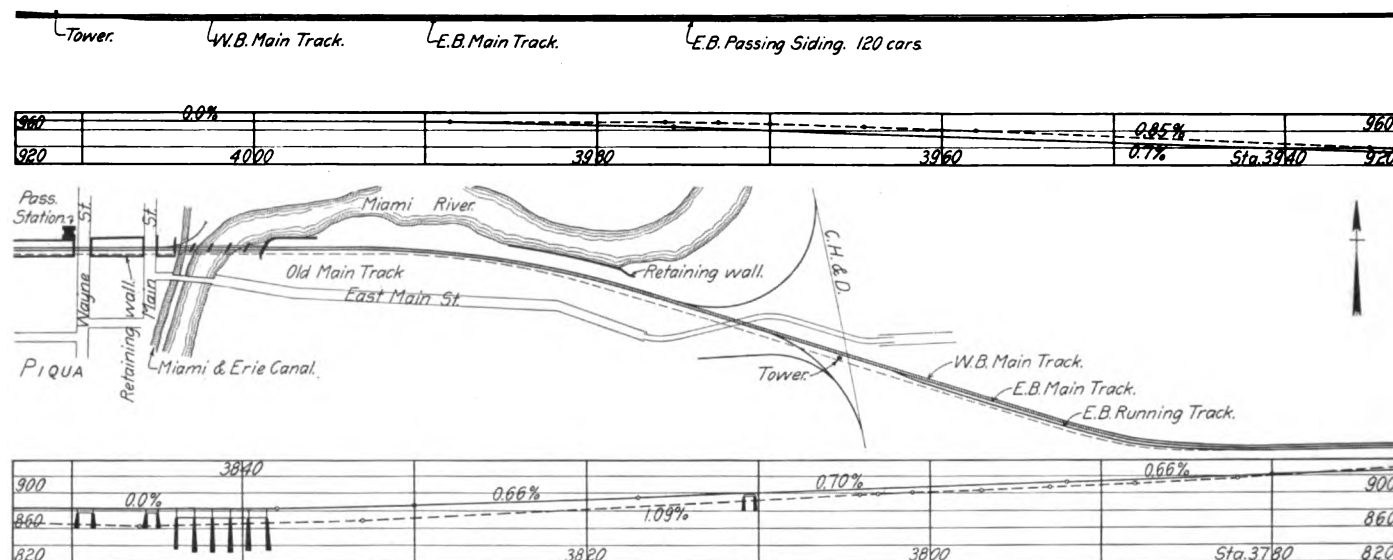 Tower.
W.B. Main Track.
E.B. Main Track.
E.B. Passing Siding. 120 cars
0.0%
960
960
0.85%
920
4000
3980
3960
0.7%
Sta. 3940
920
Pass.
Station.
Wayne St.
Main St.
Retaining wall.
Miami River.
Old Main Track
East Main St.
Retaining wall.
C.H.&D.
PIQUA
Miami & Erie Canal.
Tower.
W.B. Main Track.
E.B. Main Track.
E.B. Running Track.
3840
900
0.0%
0.66%
0.70%
0.66%
900
860
1.09%
860
820
3820
3800
Sta. 3780
820